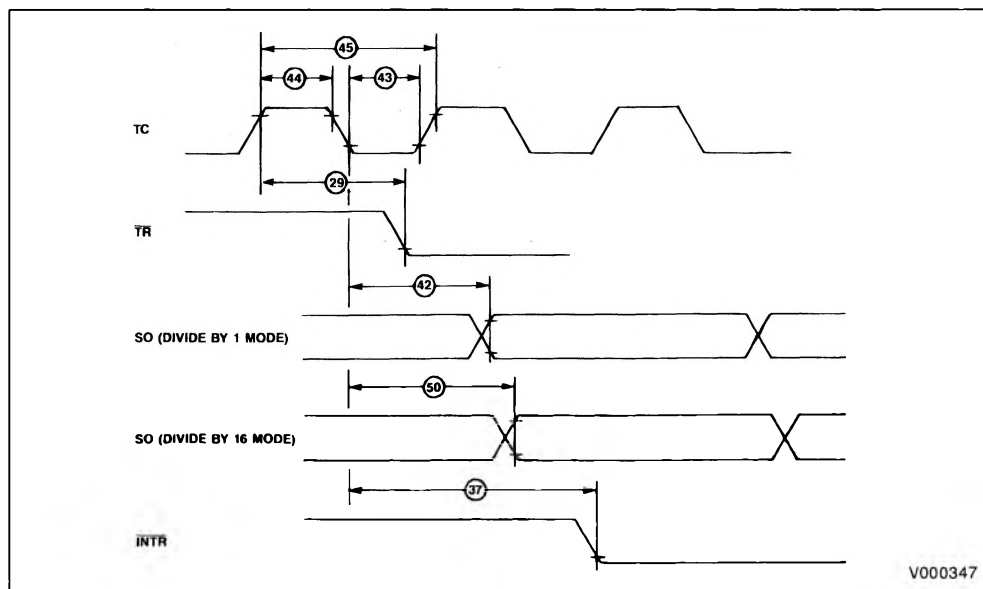 45
44 43
TC
29
TR
42
SO (DIVIDE BY 1 MODE)
50
SO (DIVIDE BY 16 MODE)
37
INTR
V000347